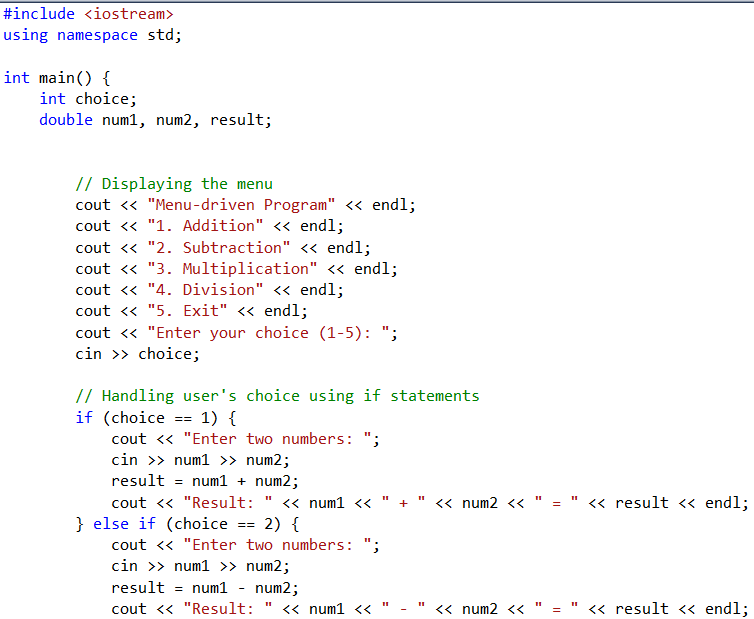 #include <iostream>
using namespace std;
int main() {
    int choice;
    double num1, num2, result;
        // Displaying the menu
        cout << "Menu-driven Program" << endl;
        cout << "1. Addition" << endl;
        cout << "2. Subtraction" << endl;
        cout << "3. Multiplication" << endl;
        cout << "4. Division" << endl;
        cout << "5. Exit" << endl;
        cout << "Enter your choice (1-5): ";
        cin >> choice;
        // Handling user's choice using if statements
        if (choice == 1) {
            cout << "Enter two numbers: ";
            cin >> num1 >> num2;
            result = num1 + num2;
            cout << "Result: " << num1 << " + " << num2 << " = " << result << endl;
        } else if (choice == 2) {
            cout << "Enter two numbers: ";
            cin >> num1 >> num2;
            result = num1 - num2;
            cout << "Result: " << num1 << " - " << num2 << " = " << result << endl;